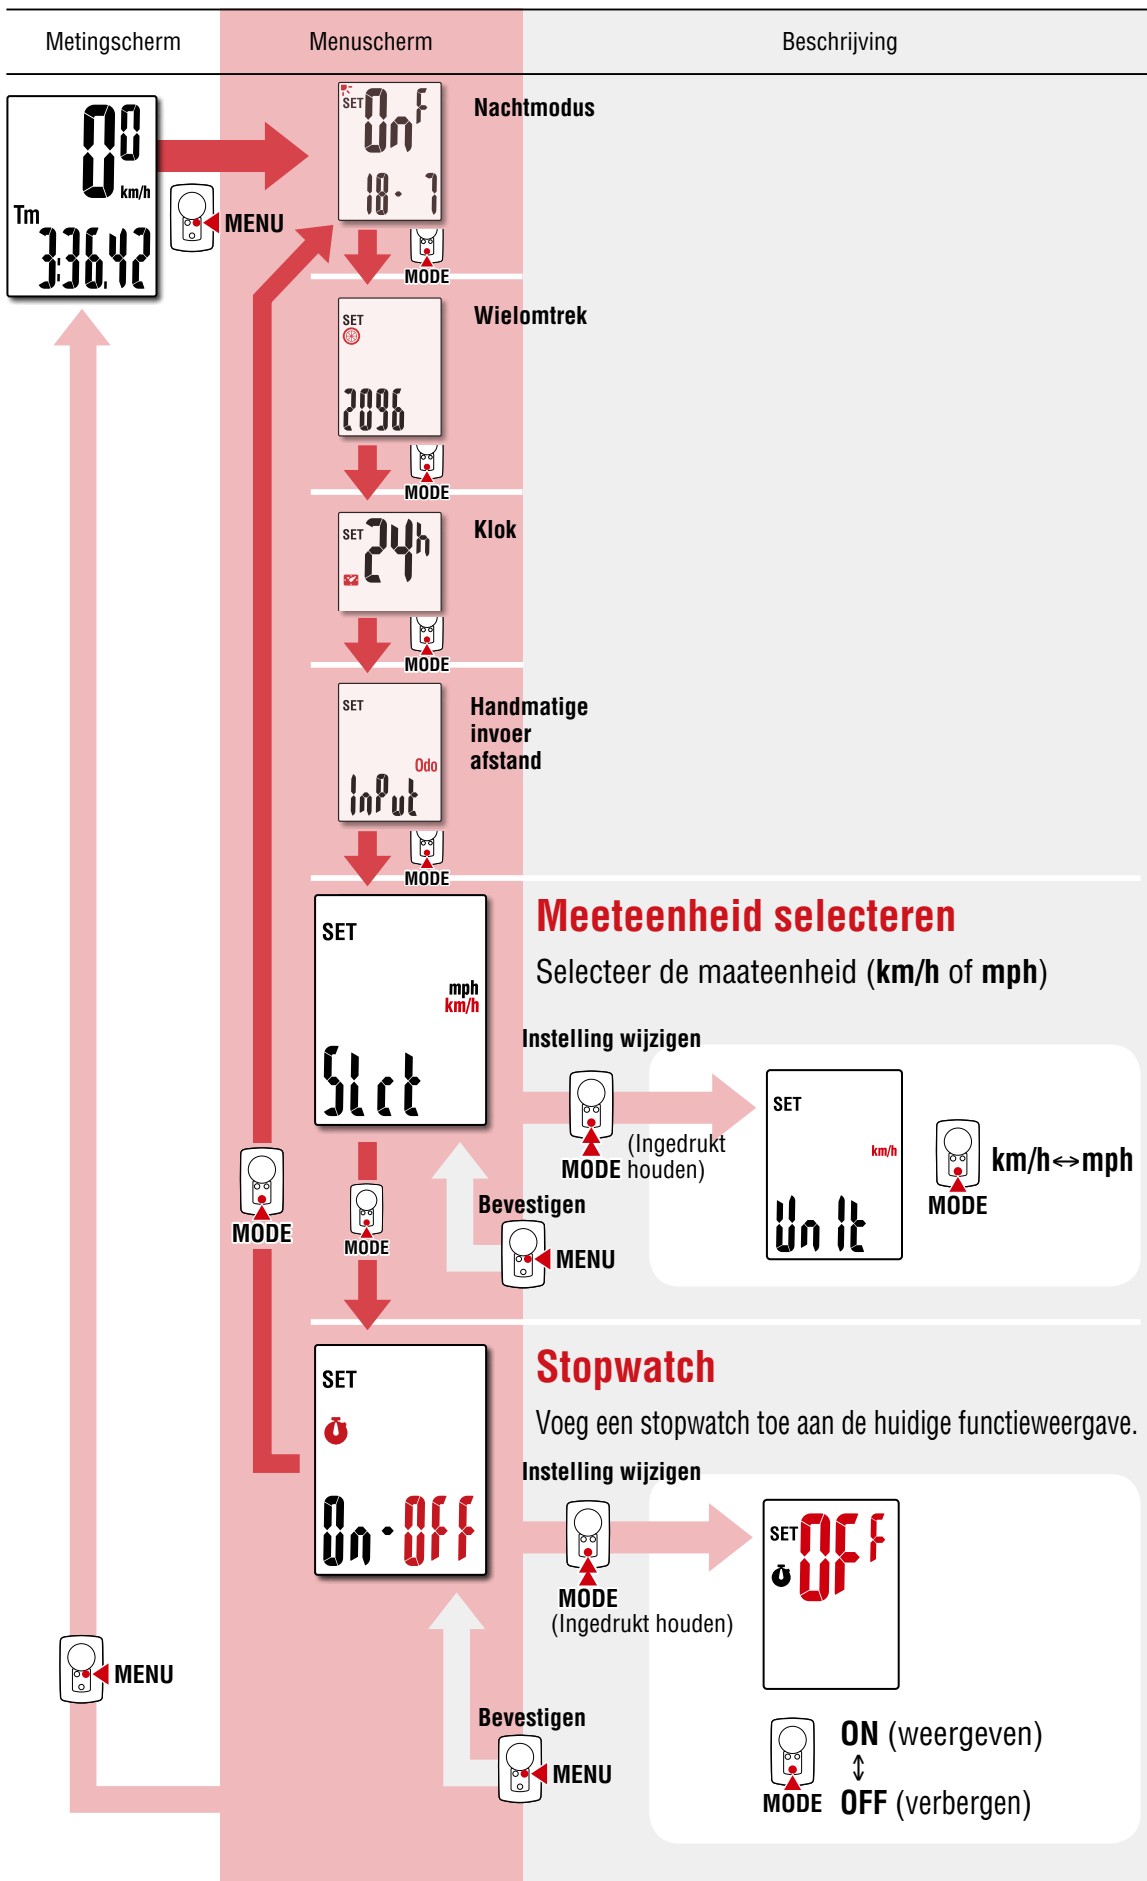 Metingscherm
Menuscherm
Beschrijving
0⁰
km/h
Tm
3:36.42
MENU
SET
On F
18 · 7
Nachtmodus
MODE
SET
2096
Wielomtrek
MODE
SET
24h
Klok
MODE
SET
Odo
InPut
Handmatige
invoer
afstand
MODE
SET
mph
km/h
Slct
Meeteenheid selecteren
Selecteer de maateenheid (km/h of mph)
Instelling wijzigen
MODE
(Ingedrukt
houden)
SET
km/h
UnIt
MODE
km/h↔mph
Bevestigen
MENU
MODE
MODE
SET
On·OFF
Stopwatch
Voeg een stopwatch toe aan de huidige functieweergave.
Instelling wijzigen
MODE
(Ingedrukt houden)
SET
OFF
Bevestigen
MENU
MODE
ON (weergeven)
↕
OFF (verbergen)
MENU